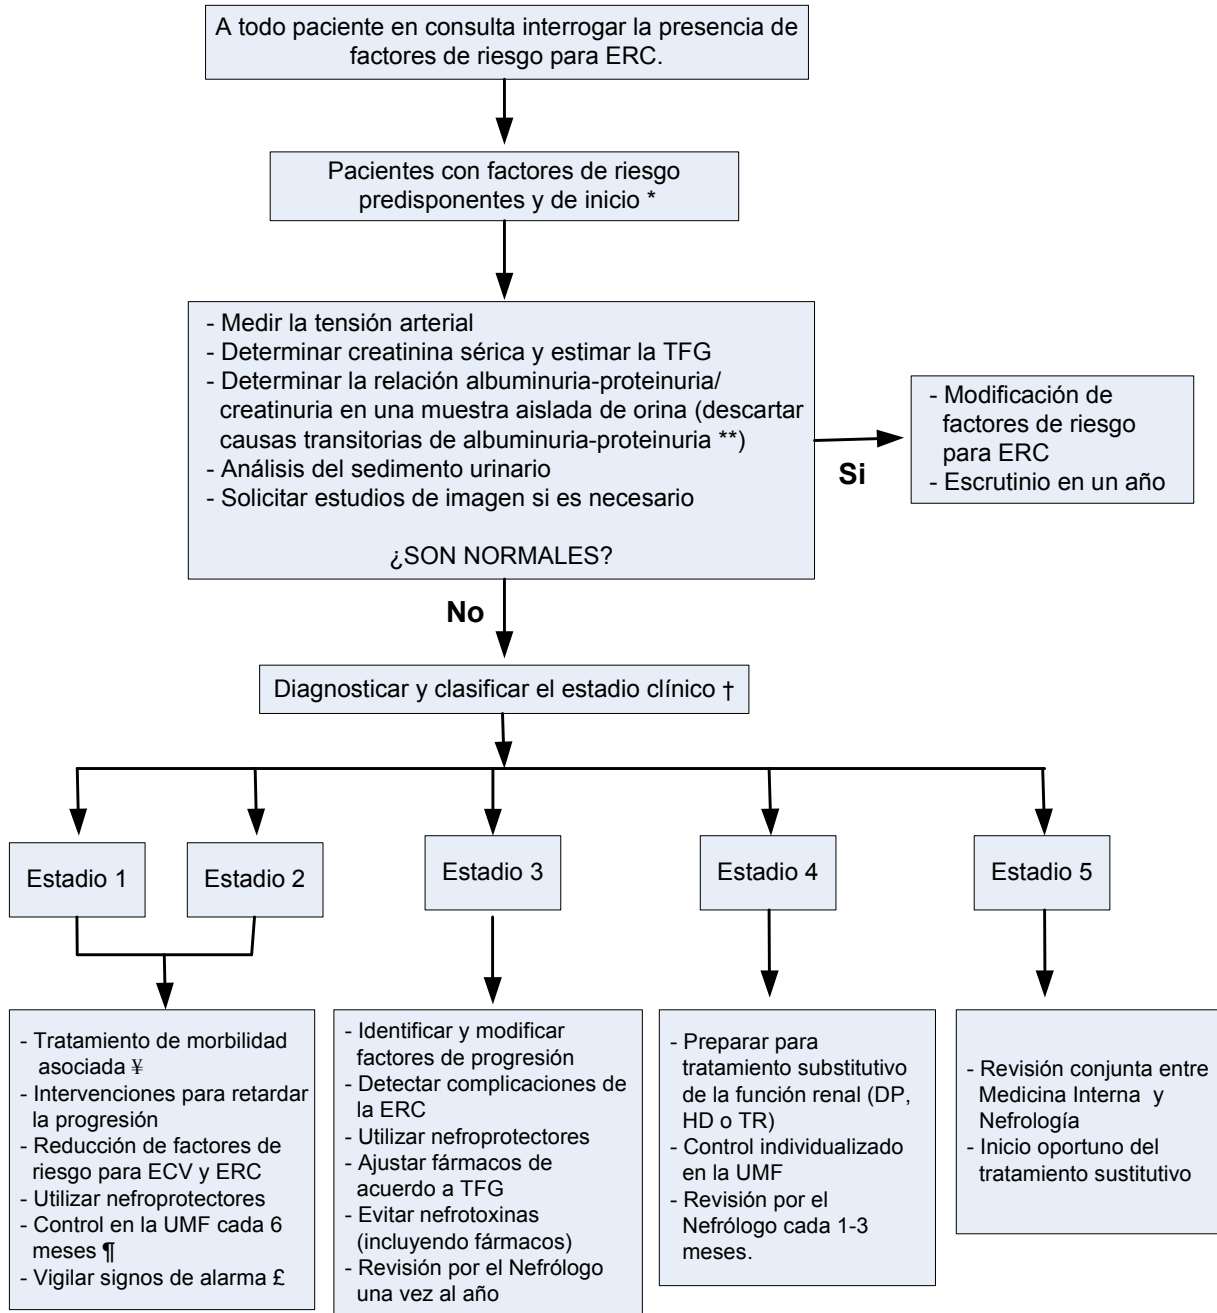 A todo paciente en consulta interrogar la presencia de
factores de riesgo para ERC.
Pacientes con factores de riesgo
predisponentes y de inicio *
- Medir la tensión arterial
- Determinar creatinina sérica y estimar la TFG
- Determinar la relación albuminuria-proteinuria/
creatinuria en una muestra aislada de orina (descartar
causas transitorias de albuminuria-proteinuria **)
- Análisis del sedimento urinario
- Solicitar estudios de imagen si es necesario
¿SON NORMALES?
Si
- Modificación de
factores de riesgo
para ERC
- Escrutinio en un año
No
Diagnosticar y clasificar el estadio clínico †
Estadio 1
Estadio 2
Estadio 3
Estadio 4
Estadio 5
- Tratamiento de morbilidad
asociada ¥
- Intervenciones para retardar
la progresión
- Reducción de factores de
riesgo para ECV y ERC
- Utilizar nefroprotectores
- Control en la UMF cada 6
meses ¶
- Vigilar signos de alarma £
- Identificar y modificar
factores de progresión
- Detectar complicaciones de
la ERC
- Utilizar nefroprotectores
- Ajustar fármacos de
acuerdo a TFG
- Evitar nefrotoxinas
(incluyendo fármacos)
- Revisión por el Nefrólogo
una vez al año
- Preparar para
tratamiento substitutivo
de la función renal (DP,
HD o TR)
- Control individualizado
en la UMF
- Revisión por el
Nefrólogo cada 1-3
meses.
- Revisión conjunta entre
Medicina Interna y
Nefrología
- Inicio oportuno del
tratamiento sustitutivo